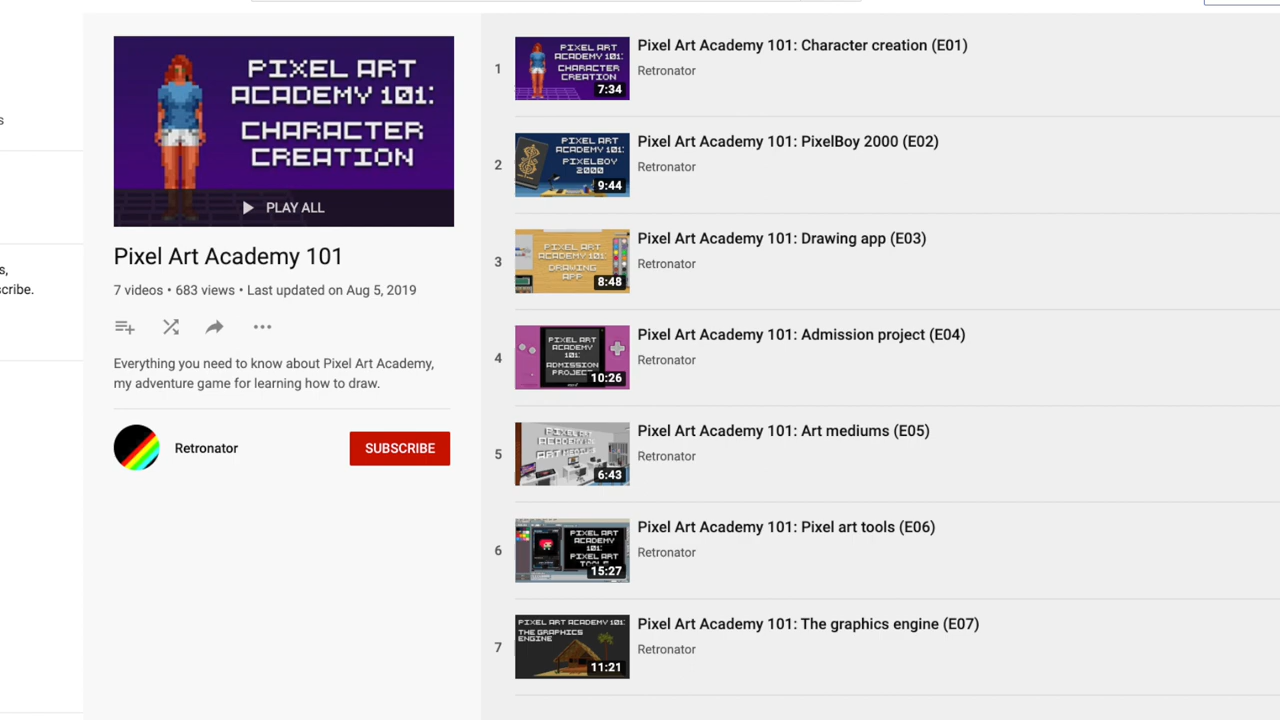 s
s,
cribe.
PIXEL ART
ACADEMY 101:
CHARACTER
CREATION
PLAY ALL
Pixel Art Academy 101
7 videos • 683 views • Last updated on Aug 5, 2019
Everything you need to know about Pixel Art Academy,
my adventure game for learning how to draw.
Retronator
SUBSCRIBE
1
PIXEL ART
ACADEMY 101:
CHARACTER
CREATION
7:34
Pixel Art Academy 101: Character creation (E01)
Retronator
2
PIXEL ART
ACADEMY 101:
PIXELBOY
2000
9:44
Pixel Art Academy 101: PixelBoy 2000 (E02)
Retronator
3
PIXEL ART
ACADEMY 101:
DRAWING
APP
8:48
Pixel Art Academy 101: Drawing app (E03)
Retronator
4
PIXEL ART
ACADEMY
101:
ADMISSION
PROJECT
10:26
Pixel Art Academy 101: Admission project (E04)
Retronator
5
PIXEL ART
ACADEMY 101:
ART MEDIUMS
6:43
Pixel Art Academy 101: Art mediums (E05)
Retronator
6
PIXEL ART
ACADEMY
101:
PIXEL ART
TOOLS
15:27
Pixel Art Academy 101: Pixel art tools (E06)
Retronator
7
PIXEL ART ACADEMY 101:
THE GRAPHICS
ENGINE
11:21
Pixel Art Academy 101: The graphics engine (E07)
Retronator